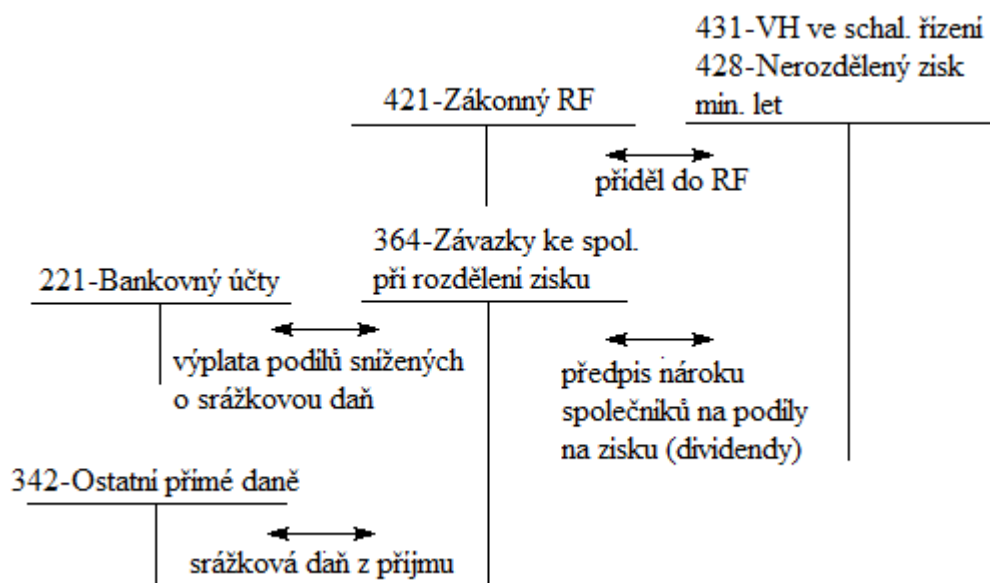 431-VH ve schal. řízení
428-Nerozdělený zisk
min. let
421-Zákonný RF
příděl do RF
364-Závazky ke spol.
při rozdělení zisku
221-Bankovný účty
výplata podílů snížených
o srážkovou daň
předpis nároku
společníků na podíly
na zisku (dividendy)
342-Ostatní přímé daně
srážková daň z příjmu